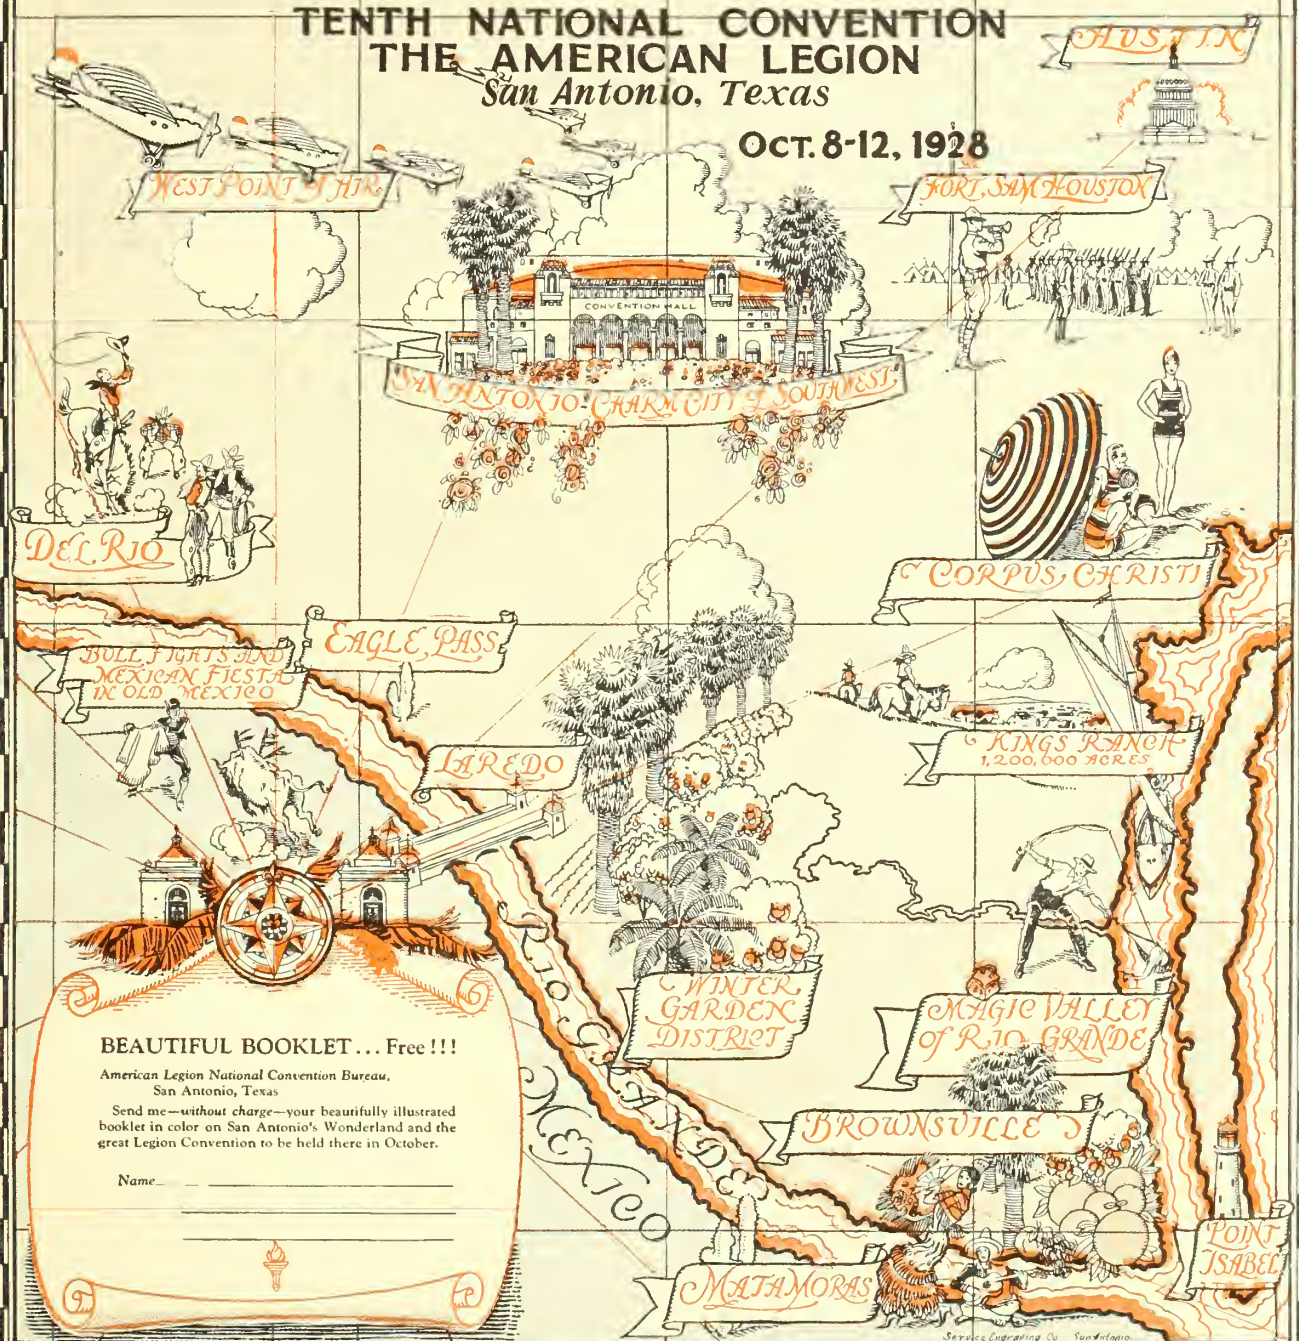 TENTH NATIONAL CONVENTION
THE AMERICAN LEGION
San Antonio, Texas
OCT. 8-12, 1928
AUSTIN
WEST POINT of AIR
FORT, SAM HOUSTON
CONVENTION HALL
"SAN ANTONIO-CHARM CITY of SOUTHWEST"
DEL RIO
CORPUS, CHRISTI
EAGLE, PASS
BULL FIGHTS AND
MEXICAN FIESTA
IN OLD MEXICO
LAREDO
KINGS RANCH
1,200,000 ACRES
RIO GRANDE
WINTER
GARDEN
DISTRICT
MAGIC VALLEY
of RIO GRANDE
MEXICO
BROWNSVILLE
POINT
ISABEL
MATAMORAS
BEAUTIFUL BOOKLET... Free!!!
American Legion National Convention Bureau,
San Antonio, Texas
Send me—without charge—your beautifully illustrated
booklet in color on San Antonio's Wonderland and the
great Legion Convention to be held there in October.
Name
Service Engraving Co San Antonio